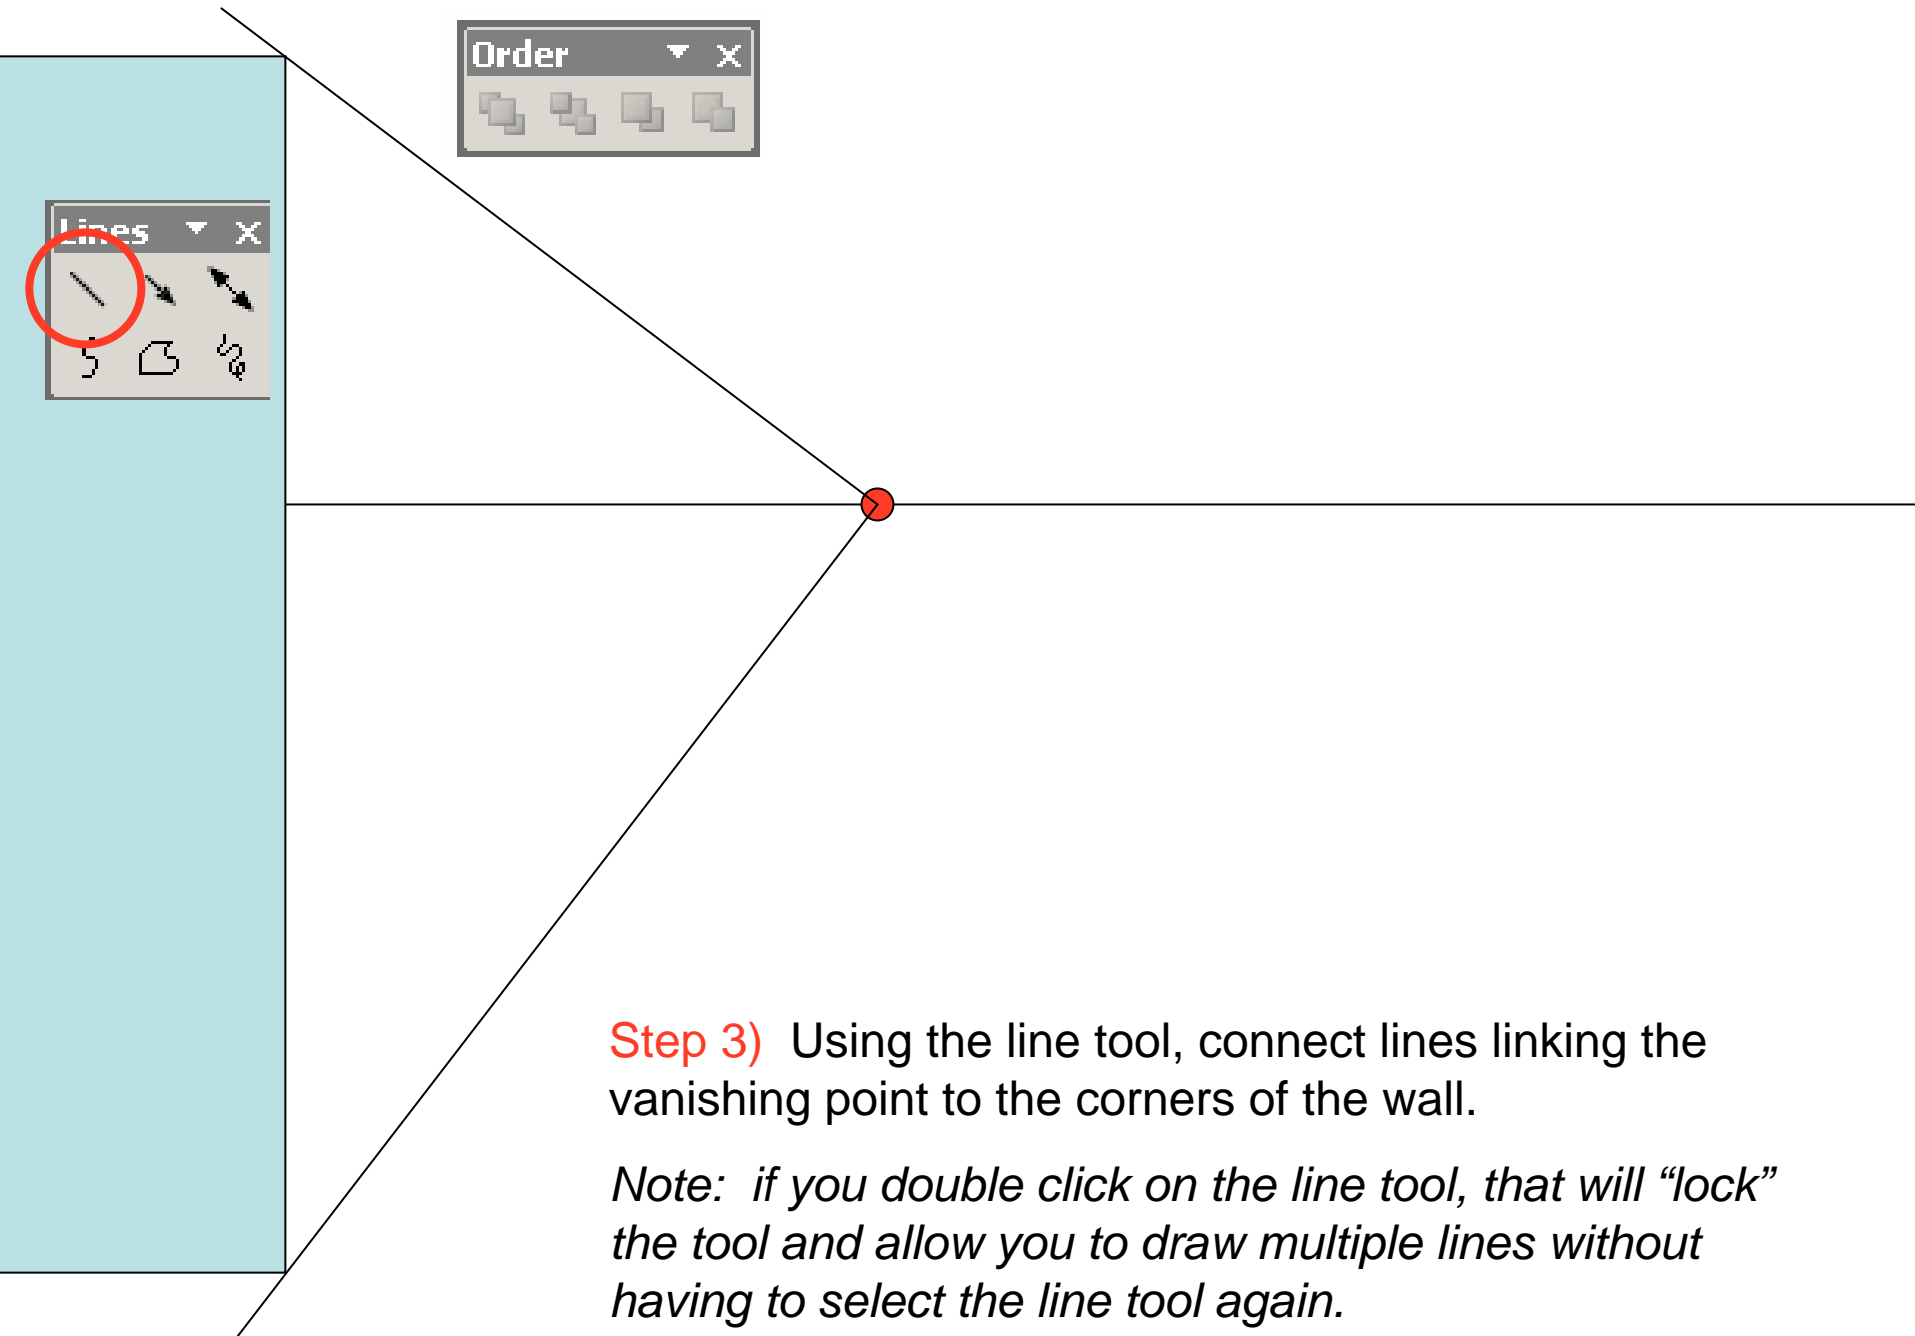 Order
Lines
Step 3)  Using the line tool, connect lines linking the
vanishing point to the corners of the wall.
Note:  if you double click on the line tool, that will “lock”
the tool and allow you to draw multiple lines without
having to select the line tool again.